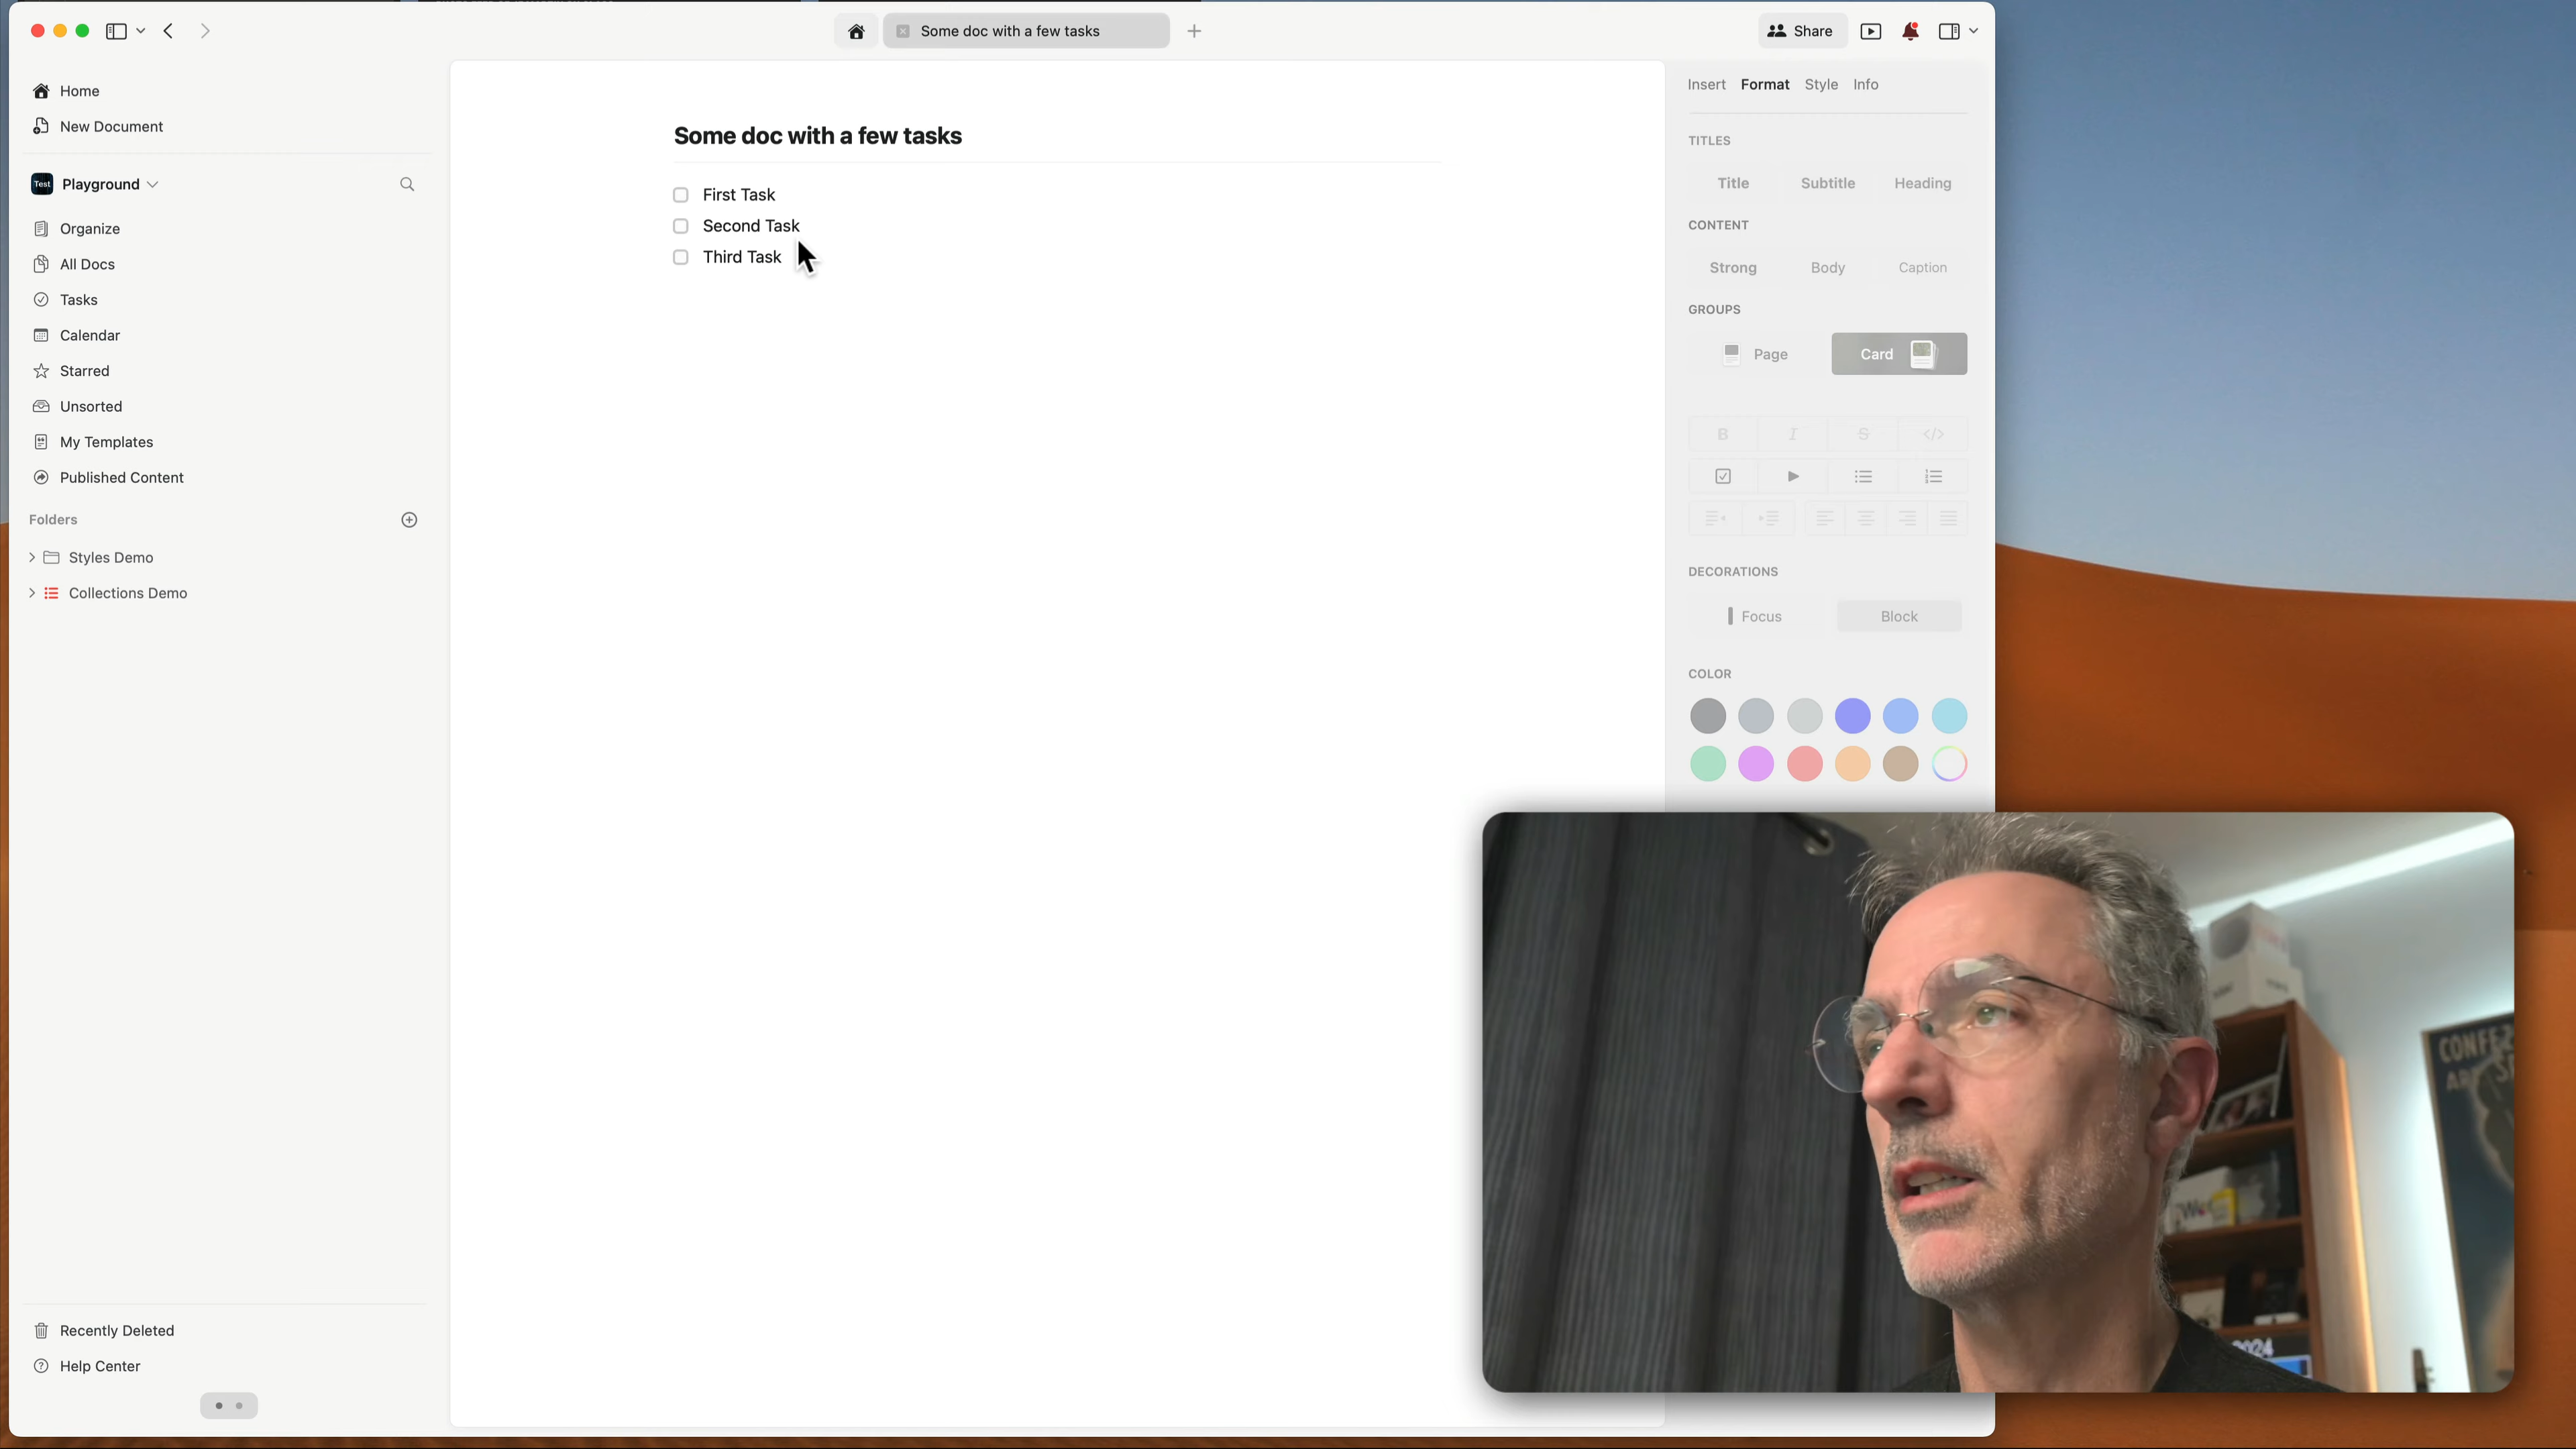 Some doc with a few tasks
Share
Home
New Document
Test
Playground
Organize
All Docs
Tasks
Calendar
Starred
Unsorted
My Templates
Published Content
Folders
Styles Demo
Collections Demo
Recently Deleted
Help Center
Some doc with a few tasks
First Task
Second Task
Third Task
Insert Format Style Info
TITLES
Title Subtitle Heading
CONTENT
Strong Body Caption
GROUPS
Page Card
B I S </>
DECORATIONS
Focus Block
COLOR
2024